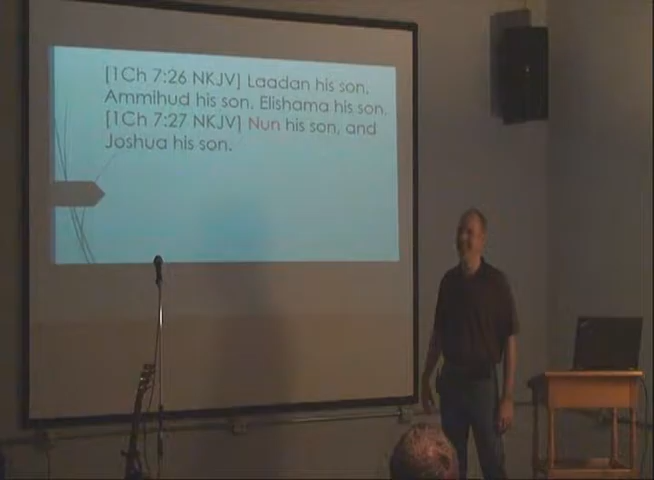 [1Ch 7:26 NKJV] Laadan his son,
Ammihud his son, Elishama his son,
[1Ch 7:27 NKJV] Nun his son, and
Joshua his son.